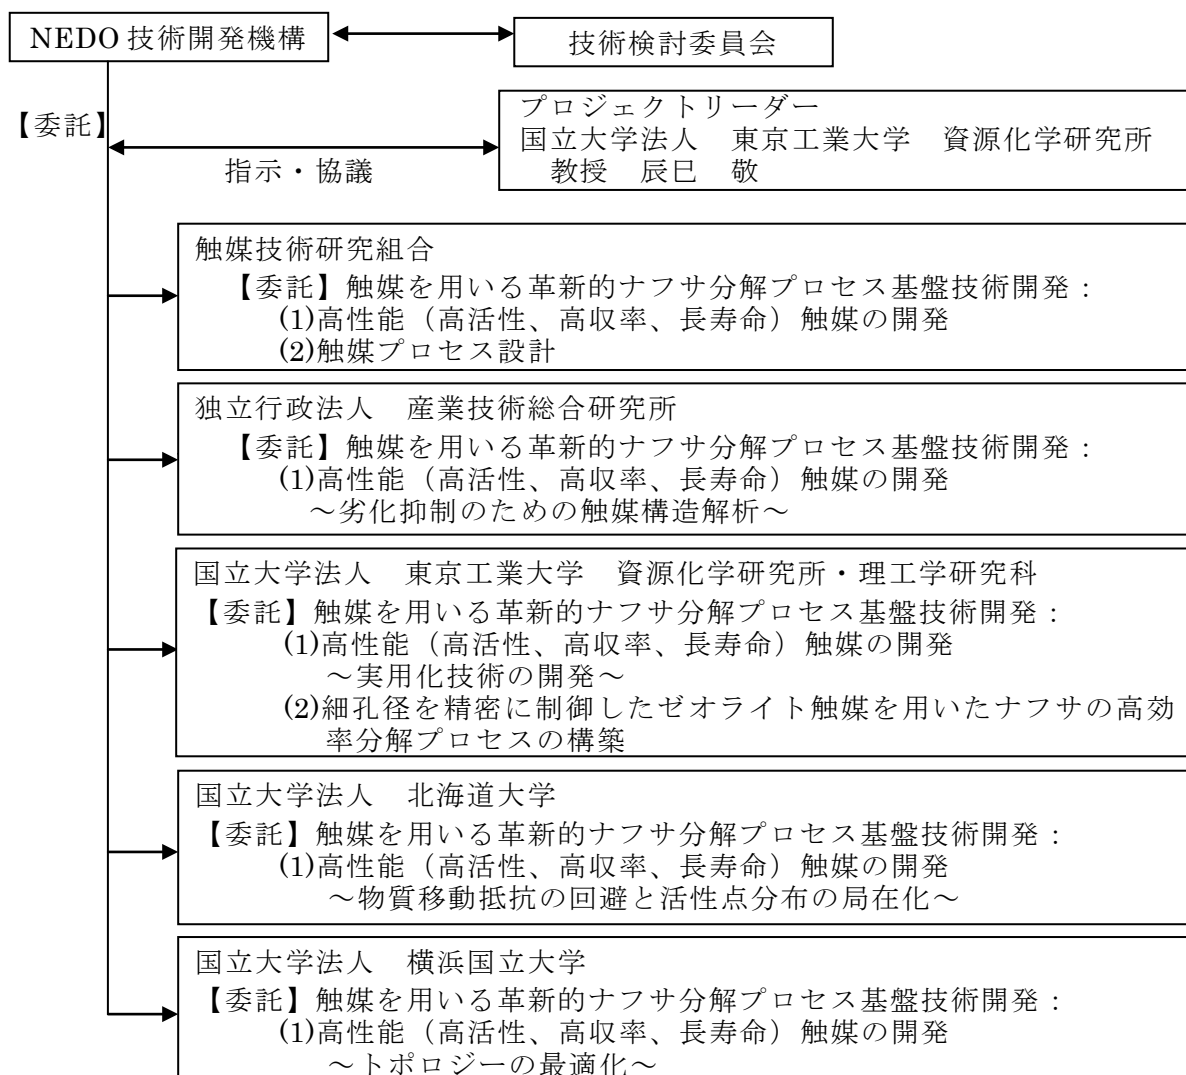 NEDO 技術開発機構
技術検討委員会
【委託】
プロジェクトリーダー
国立大学法人 東京工業大学 資源化学研究所
教授 辰巳 敬
指示・協議
触媒技術研究組合
【委託】触媒を用いる革新的ナフサ分解プロセス基盤技術開発：
(1)高性能（高活性、高収率、長寿命）触媒の開発
(2)触媒プロセス設計
独立行政法人 産業技術総合研究所
【委託】触媒を用いる革新的ナフサ分解プロセス基盤技術開発：
(1)高性能（高活性、高収率、長寿命）触媒の開発
～劣化抑制のための触媒構造解析～
国立大学法人 東京工業大学 資源化学研究所・理工学研究科
【委託】触媒を用いる革新的ナフサ分解プロセス基盤技術開発：
(1)高性能（高活性、高収率、長寿命）触媒の開発
～実用化技術の開発～
(2)細孔径を精密に制御したゼオライト触媒を用いたナフサの高効
率分解プロセスの構築
国立大学法人 北海道大学
【委託】触媒を用いる革新的ナフサ分解プロセス基盤技術開発：
(1)高性能（高活性、高収率、長寿命）触媒の開発
～物質移動抵抗の回避と活性点分布の局在化～
国立大学法人 横浜国立大学
【委託】触媒を用いる革新的ナフサ分解プロセス基盤技術開発：
(1)高性能（高活性、高収率、長寿命）触媒の開発
～トポロジーの最適化～